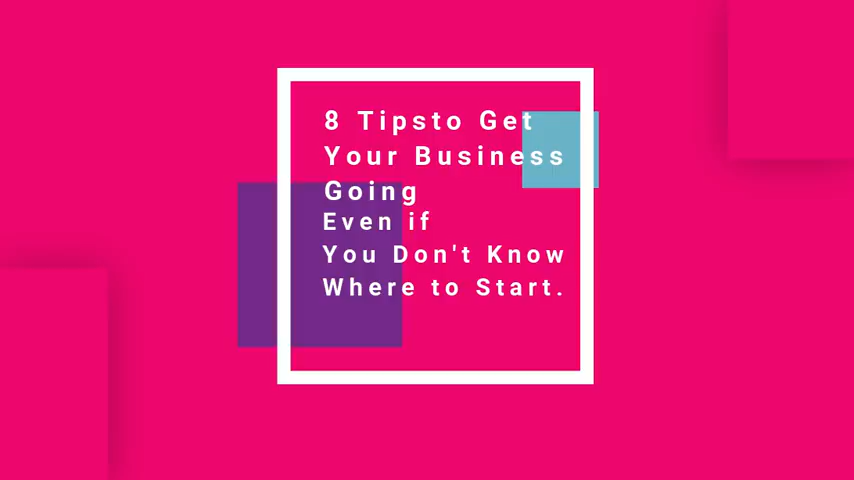 8 Tipsto Get
Your Business
Going
Even if
You Don't Know
Where to Start.